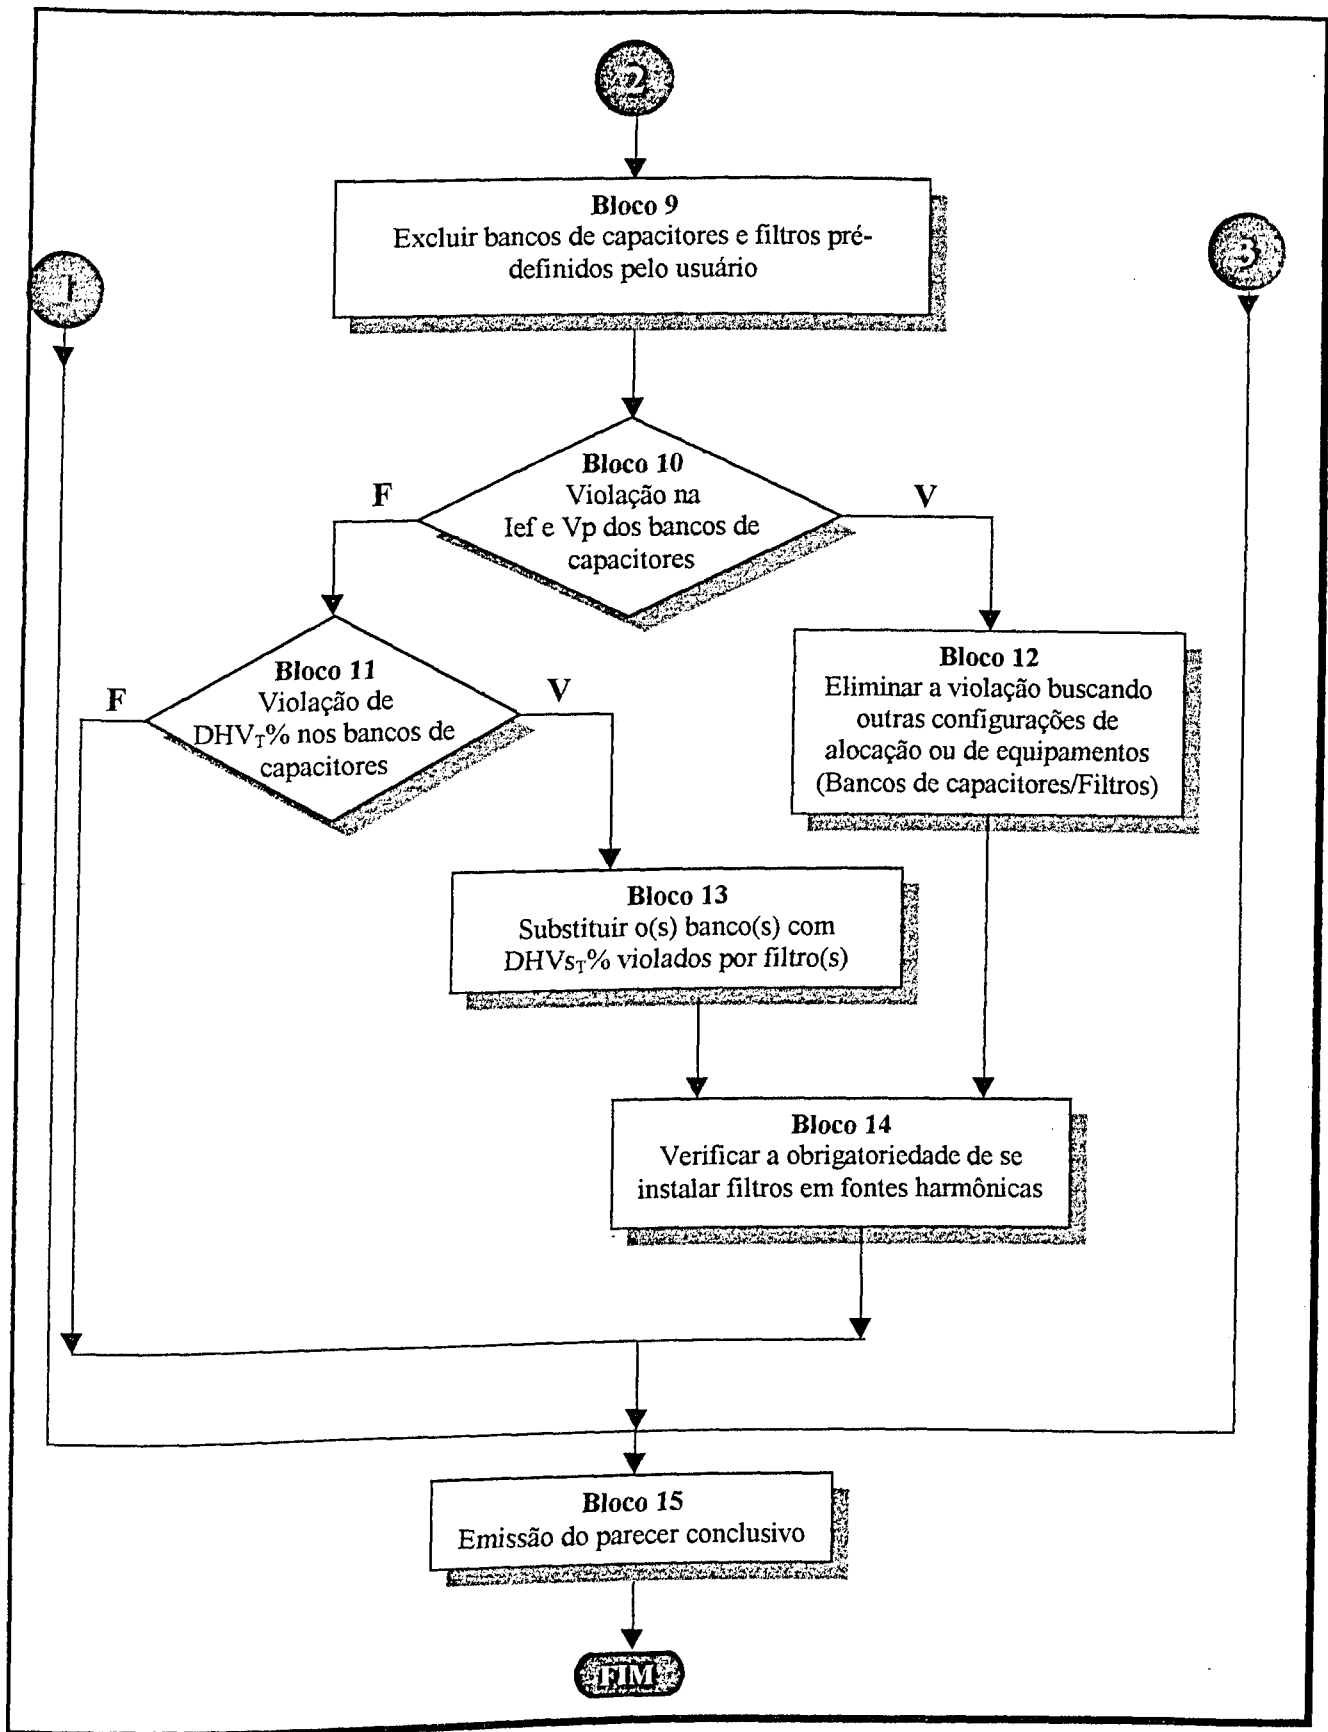 2
Bloco 9
Excluir bancos de capacitores e filtros pré-
definidos pelo usuário
1
3
Bloco 10
Violação na
Ief e Vp dos bancos de
capacitores
F
V
Bloco 11
Violação de
DHV_T% nos bancos de
capacitores
F
V
Bloco 12
Eliminar a violação buscando
outras configurações de
alocação ou de equipamentos
(Bancos de capacitores/Filtros)
Bloco 13
Substituir o(s) banco(s) com
DHVs_T% violados por filtro(s)
Bloco 14
Verificar a obrigatoriedade de se
instalar filtros em fontes harmônicas
Bloco 15
Emissão do parecer conclusivo
FIM